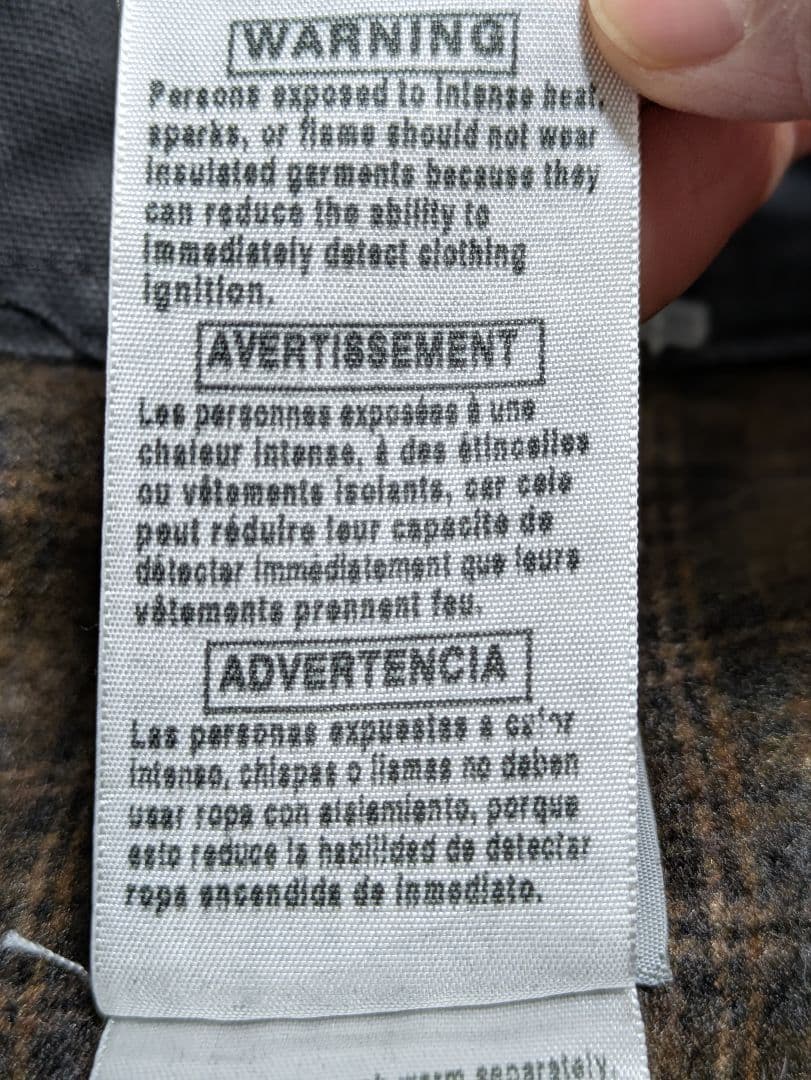 WARNING
Persons exposed to intense heat,
sparks, or flame should not wear
insulated garments because they
can reduce the ability to
immediately detect clothing
ignition.
AVERTISSEMENT
Les personnes exposées à une
chaleur intense, à des étincelles
ou vêtements isolants, car cela
peut réduire leur capacité de
détecter immédiatement que leurs
vêtements prennent feu.
ADVERTENCIA
Las personas expuestas a calor
intenso, chispas o llamas no deben
usar ropa con aislamiento, porque
esto reduce la habilidad de detectar
ropa encendida de inmediato.
warm separately.